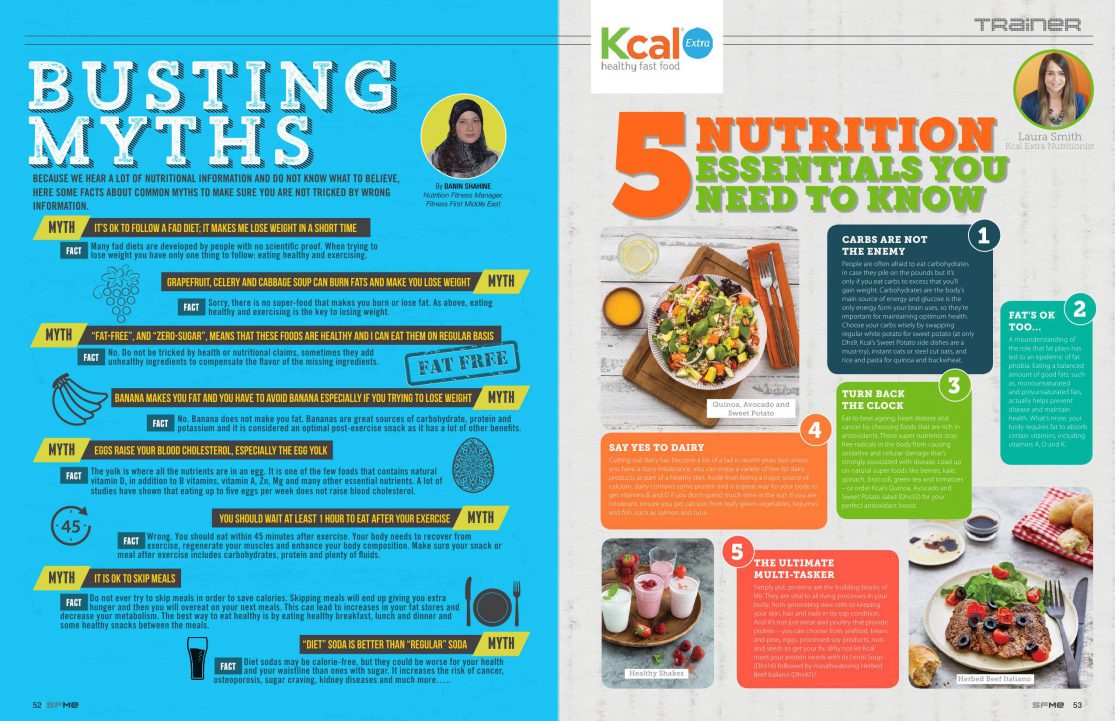 BUSTING
MYTHS
BECAUSE WE HEAR A LOT OF NUTRITIONAL INFORMATION AND DO NOT KNOW WHAT TO BELIEVE,
HERE SOME FACTS ABOUT COMMON MYTHS TO MAKE SURE YOU ARE NOT TRICKED BY WRONG
INFORMATION.
By BANIN SHAHINE
Nutrition Fitness Manager,
Fitness First Middle East
MYTH IT'S OK TO FOLLOW A FAD DIET; IT MAKES ME LOSE WEIGHT IN A SHORT TIME
FACT Many fad diets are developed by people with no scientific proof. When trying to
lose weight you have only one thing to follow: eating healthy and exercising.
GRAPEFRUIT, CELERY AND CABBAGE SOUP CAN BURN FATS AND MAKE YOU LOSE WEIGHT MYTH
FACT Sorry, there is no super-food that makes you burn or lose fat. As above, eating
healthy and exercising is the key to losing weight.
MYTH "FAT-FREE", AND "ZERO-SUGAR", MEANS THAT THESE FOODS ARE HEALTHY AND I CAN EAT THEM ON REGULAR BASIS
FACT No. Do not be tricked by health or nutritional claims, sometimes they add
unhealthy ingredients to compensate the flavor of the missing ingredients.
FAT FREE
BANANA MAKES YOU FAT AND YOU HAVE TO AVOID BANANA ESPECIALLY IF YOU TRYING TO LOSE WEIGHT MYTH
FACT No. Banana does not make you fat. Bananas are great sources of carbohydrate, protein and
potassium and it is considered an optimal post-exercise snack as it has a lot of other benefits.
MYTH EGGS RAISE YOUR BLOOD CHOLESTEROL, ESPECIALLY THE EGG YOLK
FACT The yolk is where all the nutrients are in an egg. It is one of the few foods that contains natural
vitamin D, in addition to B vitamins, vitamin A, Zn, Mg and many other essential nutrients. A lot of
studies have shown that eating up to five eggs per week does not raise blood cholesterol.
45
YOU SHOULD WAIT AT LEAST 1 HOUR TO EAT AFTER YOUR EXERCISE MYTH
FACT Wrong. You should eat within 45 minutes after exercise. Your body needs to recover from
exercise, regenerate your muscles and enhance your body composition. Make sure your snack or
meal after exercise includes carbohydrates, protein and plenty of fluids.
MYTH IT IS OK TO SKIP MEALS
FACT Do not ever try to skip meals in order to save calories. Skipping meals will end up giving you extra
hunger and then you will overeat on your next meals. This can lead to increases in your fat stores and
decrease your metabolism. The best way to eat healthy is by eating healthy breakfast, lunch and dinner and
some healthy snacks between the meals.
"DIET" SODA IS BETTER THAN "REGULAR" SODA MYTH
FACT Diet sodas may be calorie-free, but they could be worse for your health
and your waistline than ones with sugar. It increases the risk of cancer,
osteoporosis, sugar craving, kidney diseases and much more.....
52 SFMe
Kcal Extra
healthy fast food
TRAINER
Laura Smith
Kcal Extra Nutritionist
5 NUTRITION
ESSENTIALS YOU
NEED TO KNOW
Quinoa, Avocado and
Sweet Potato
1
CARBS ARE NOT
THE ENEMY
People are often afraid to eat carbohydrates
in case they pile on the pounds but it's
only if you eat carbs to excess that you'll
gain weight. Carbohydrates are the body's
main source of energy and glucose is the
only energy form your brain uses, so they're
important for maintaining optimum health.
Choose your carbs wisely by swapping
regular white potato for sweet potato (at only
Dhs9, Kcal's Sweet Potato side dishes are a
must-try), instant oats or steel cut oats, and
rice and pasta for quinoa and buckwheat.
2
FAT'S OK
TOO...
A misunderstanding of
the role that fat plays has
led to an epidemic of fat
phobia. Eating a balanced
amount of good fats, such
as, monounsaturated
and polyunsaturated fats,
actually helps prevent
disease and maintain
health. What's more, your
body requires fat to absorb
certain vitamins, including
vitamins A, D and K.
3
TURN BACK
THE CLOCK
Eat to beat ageing, heart disease and
cancer by choosing foods that are rich in
antioxidants. These super nutrients stop
free radicals in the body from causing
oxidative and cellular damage that's
strongly associated with disease. Load up
on natural super foods like berries, kale,
spinach, broccoli, green tea and tomatoes
– or order Kcal's Quinoa, Avocado and
Sweet Potato salad (Dhs32) for your
perfect antioxidant boost.
4
SAY YES TO DAIRY
Cutting out dairy has become a bit of a fad in recent years but unless
you have a dairy intolerance, you can enjoy a variety of low fat dairy
products as part of a healthy diet. Aside from being a major source of
calcium, dairy contains some protein and is a great way for your body to
get vitamins B and D if you don't spend much time in the sun. If you are
intolerant, ensure you get calcium from leafy green vegetables, legumes
and fish, such as salmon and tuna.
Healthy Shakes
5
THE ULTIMATE
MULTI-TASKER
Simply put, proteins are the building blocks of
life. They are vital to all living processes in your
body, from generating new cells to keeping
your skin, hair and nails in tip top condition.
And it's not just meat and poultry that provide
protein – you can choose from seafood, beans
and peas, eggs, processed soy products, nuts
and seeds to get your fix. Why not let Kcal
meet your protein needs with its Lentil Soup
(Dhs16) followed by mouthwatering Herbed
Beef Italiano (Dhs42)?
Herbed Beef Italiano
SFMe 53